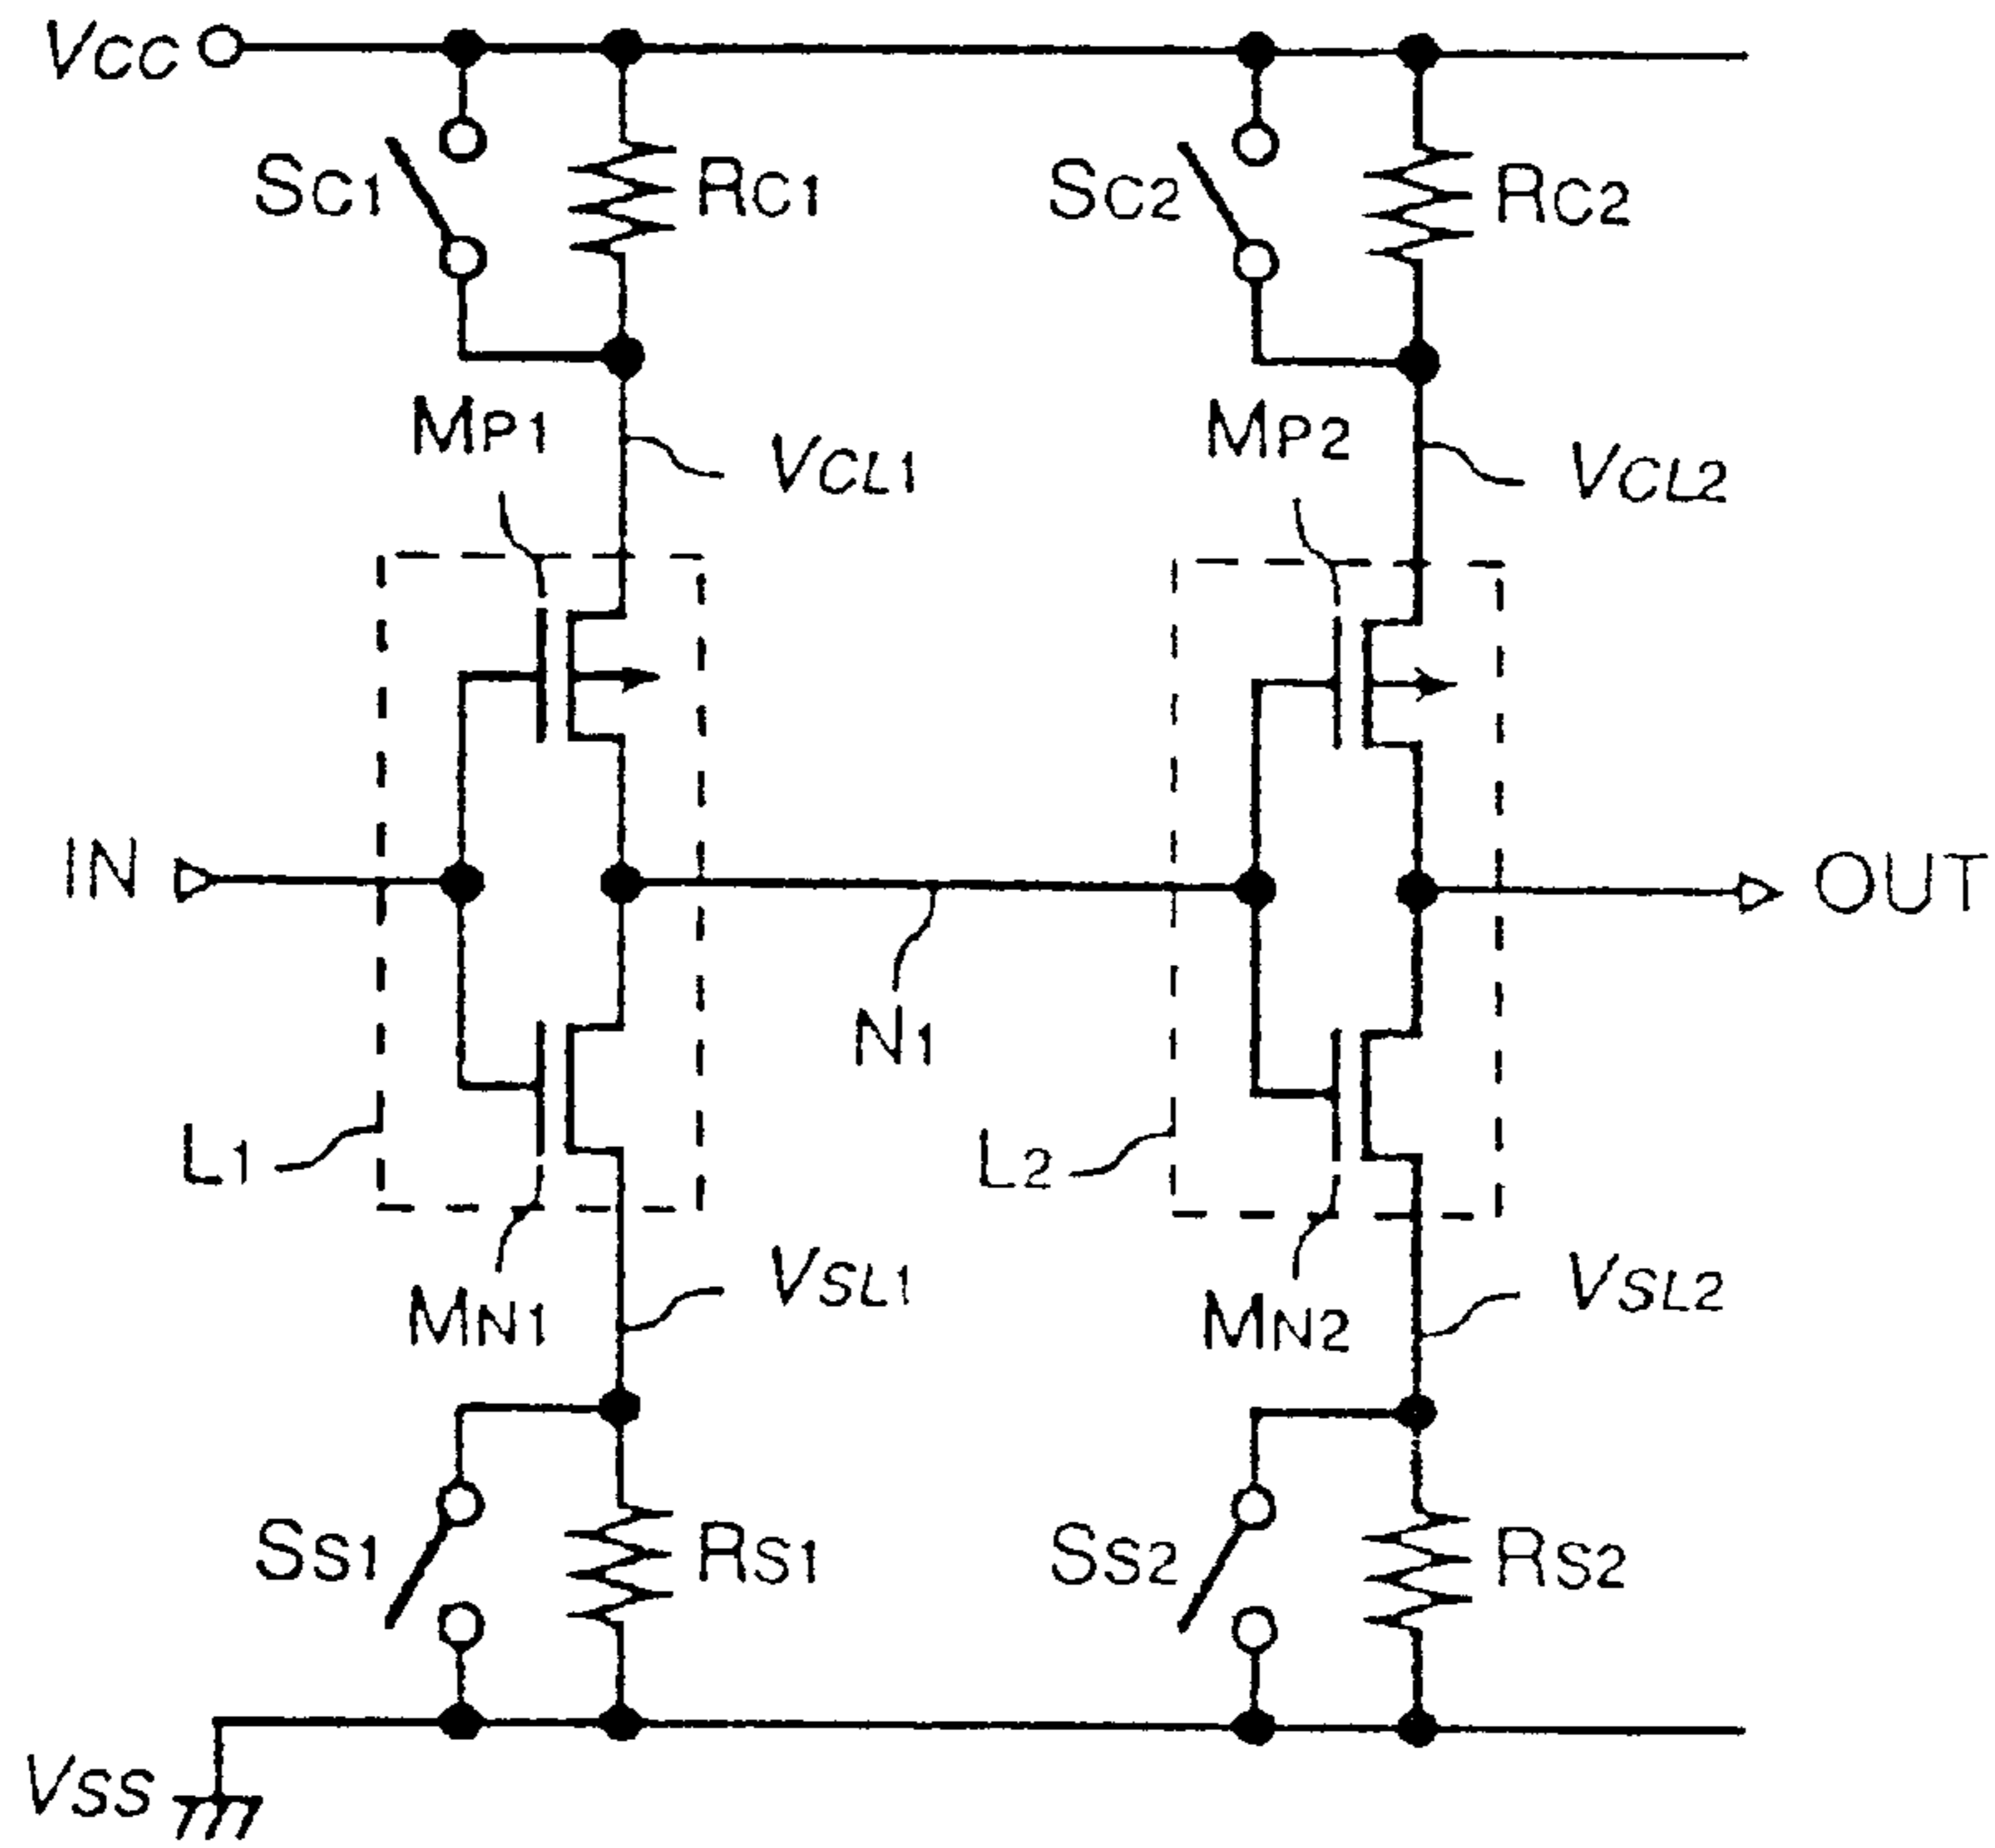 VCC
SC1
RC1
SC2
RC2
MP1
VCL1
MP2
VCL2
IN
OUT
N1
L1
L2
VSL1
VSL2
MN1
MN2
SS1
RS1
SS2
RS2
VSS